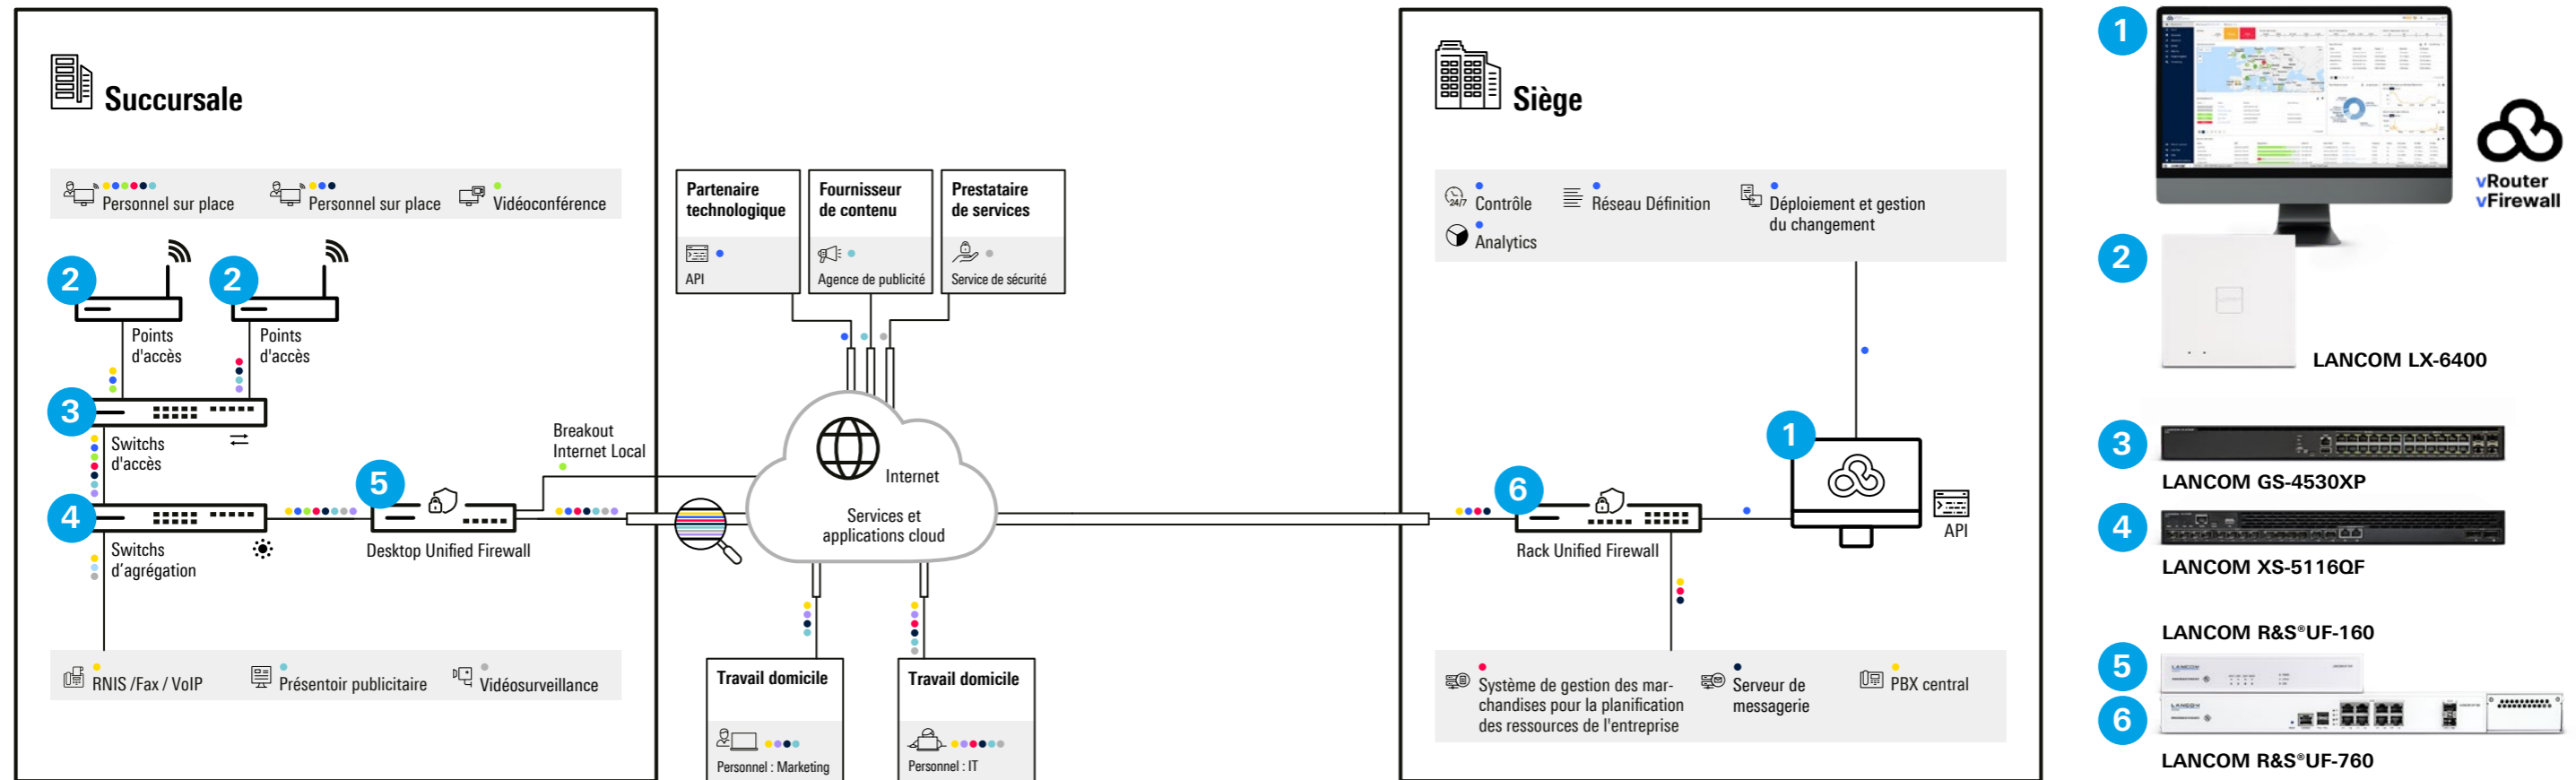 Succursale
Personnel sur place
Personnel sur place
Vidéoconférence
2
2
Points
d'accès
Points
d'accès
3
Switchs
d'accès
4
Switchs
d'agrégation
5
Desktop Unified Firewall
Breakout
Internet Local
RNIS /Fax / VoIP
Présentoir publicitaire
Vidéosurveillance
Partenaire
technologique
API
Fournisseur
de contenu
Agence de publicité
Prestataire
de services
Service de sécurité
Internet
Services et
applications cloud
Travail domicile
Personnel : Marketing
Travail domicile
Personnel : IT
Siège
24/7
Contrôle
Réseau Définition
Déploiement et gestion
du changement
Analytics
1
API
6
Rack Unified Firewall
Système de gestion des mar-
chandises pour la planification
des ressources de l'entreprise
Serveur de
messagerie
PBX central
1
vRouter
vFirewall
2
LANCOM LX-6400
3
LANCOM GS-4530XP
4
LANCOM XS-5116QF
LANCOM R&S®UF-160
5
LANCOM
6
LANCOM
LANCOM R&S®UF-760